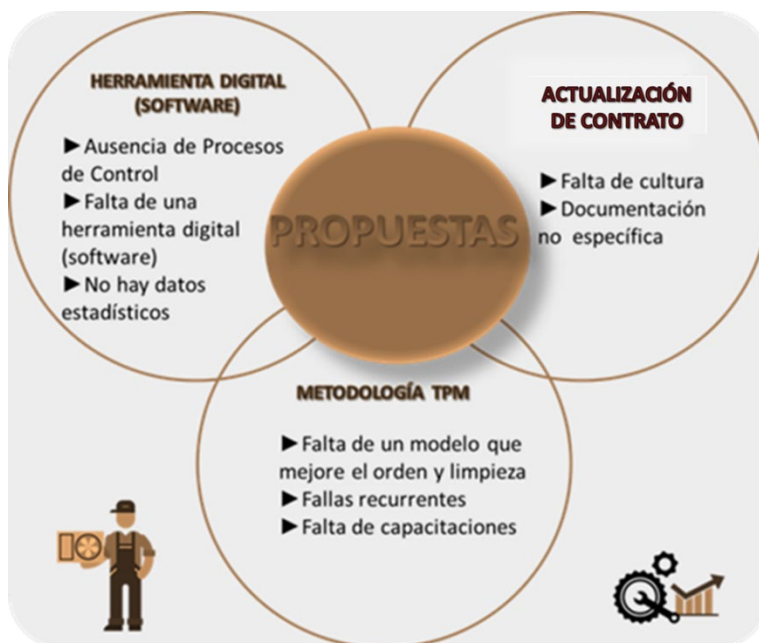 HERRAMIENTA DIGITAL
(SOFTWARE)
►Ausencia de Procesos
de Control
►Falta de una
herramienta digital
(software)
►No hay datos
estadísticos
PROPUESTAS
ACTUALIZACIÓN
DE CONTRATO
►Falta de cultura
►Documentación
no específica
METODOLOGÍA TPM
►Falta de un modelo que
mejore el orden y limpieza
►Fallas recurrentes
►Falta de capacitaciones